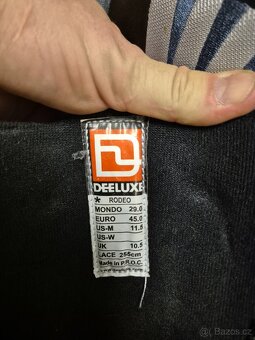 DEELUXE
* RODEO
MONDO 29.0
EURO 45.0
US-M 11.5
US-W
UK 10.5
LACE 255cm
Made in P.R.O.C.
Bazoš.cz